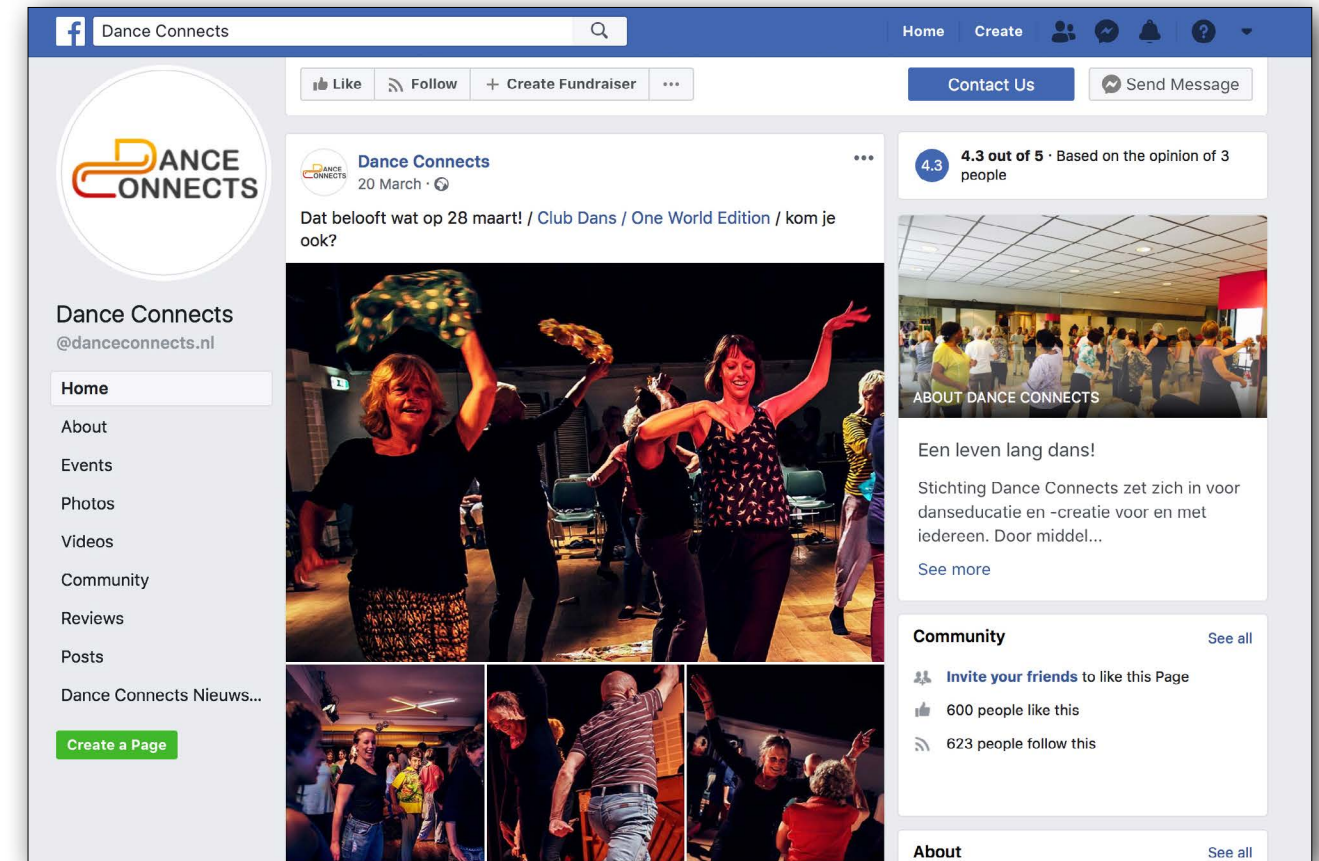 Dance Connects
Home
Create
DANCE
CONNECTS
Dance Connects
@danceconnects.nl
Home
About
Events
Photos
Videos
Community
Reviews
Posts
Dance Connects Nieuws...
Create a Page
Like
Follow
+ Create Fundraiser
...
Contact Us
Send Message
DANCE
CONNECTS
Dance Connects
20 March ·
Dat belooft wat op 28 maart! / Club Dans / One World Edition / kom je
ook?
4.3
4.3 out of 5 · Based on the opinion of 3
people
ABOUT DANCE CONNECTS
Een leven lang dans!
Stichting Dance Connects zet zich in voor
danseducatie en -creatie voor en met
iedereen. Door middel...
See more
Community
See all
Invite your friends to like this Page
600 people like this
623 people follow this
About
See all